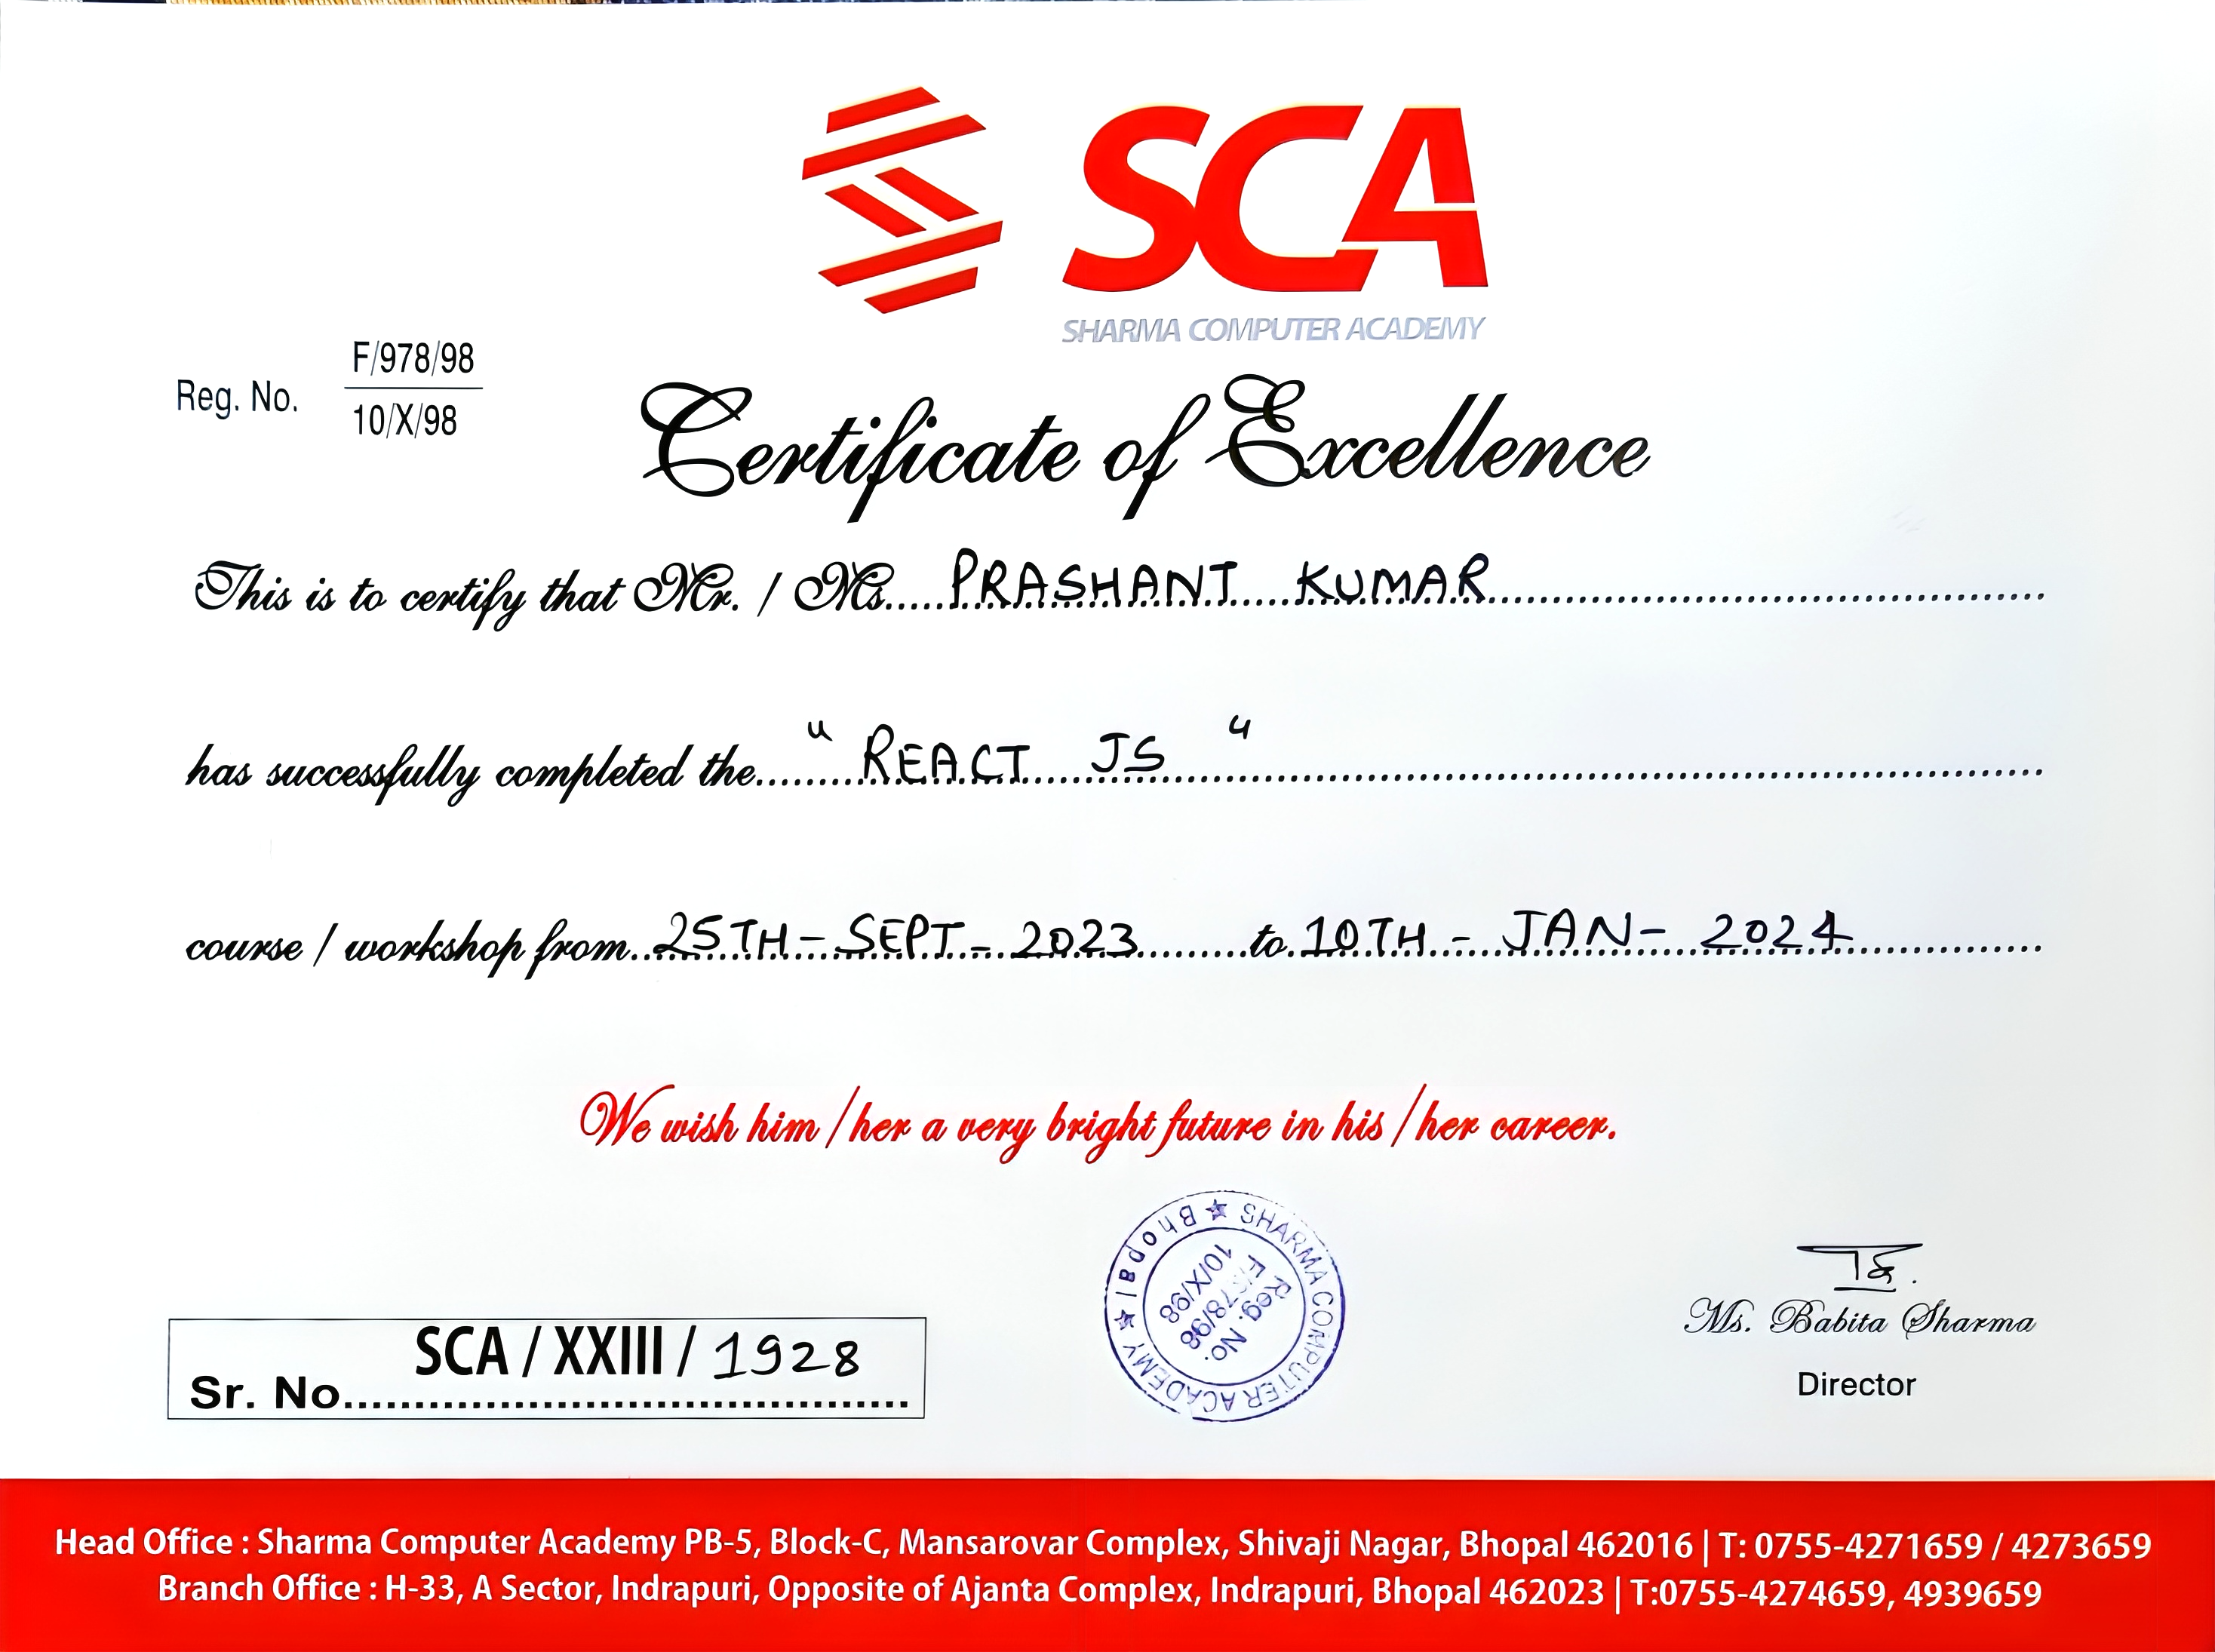 SCA
SHARMA COMPUTER ACADEMY
Reg. No. F/978/98
10/X/98
Certificate of Excellence
This is to certify that Mr. / Ms..... PRASHANT KUMAR
has successfully completed the........ " REACT JS "
course / workshop from.. 25TH - SEPT - 2023 to 10TH - JAN - 2024
We wish him / her a very bright future in his / her career.
SHARMA COMPUTER ACADEMY ★ Bhopal ★
Reg. No.
F/978/98
10/X/98
Ms. Babita Sharma
Director
SCA / XXIII / 1928
Sr. No.
Head Office : Sharma Computer Academy PB-5, Block-C, Mansarovar Complex, Shivaji Nagar, Bhopal 462016 | T: 0755-4271659 / 4273659
Branch Office : H-33, A Sector, Indrapuri, Opposite of Ajanta Complex, Indrapuri, Bhopal 462023 | T:0755-4274659, 4939659